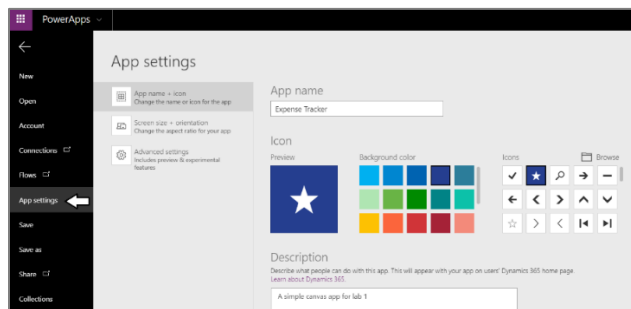 PowerApps
New
Open
Account
Connections
Flows
App settings
Save
Save as
Share
Collections
App settings
App name + icon
Change the name or icon for the app
Screen size + orientation
Change the aspect ratio for your app
Advanced settings
Includes preview & experimental
features
App name
Expense Tracker
Icon
Preview
Background color
Icons
Browse
Description
Describe what people can do with this app. This will appear with your app on users' Dynamics 365 home page.
Learn about Dynamics 365.
A simple canvas app for lab 1